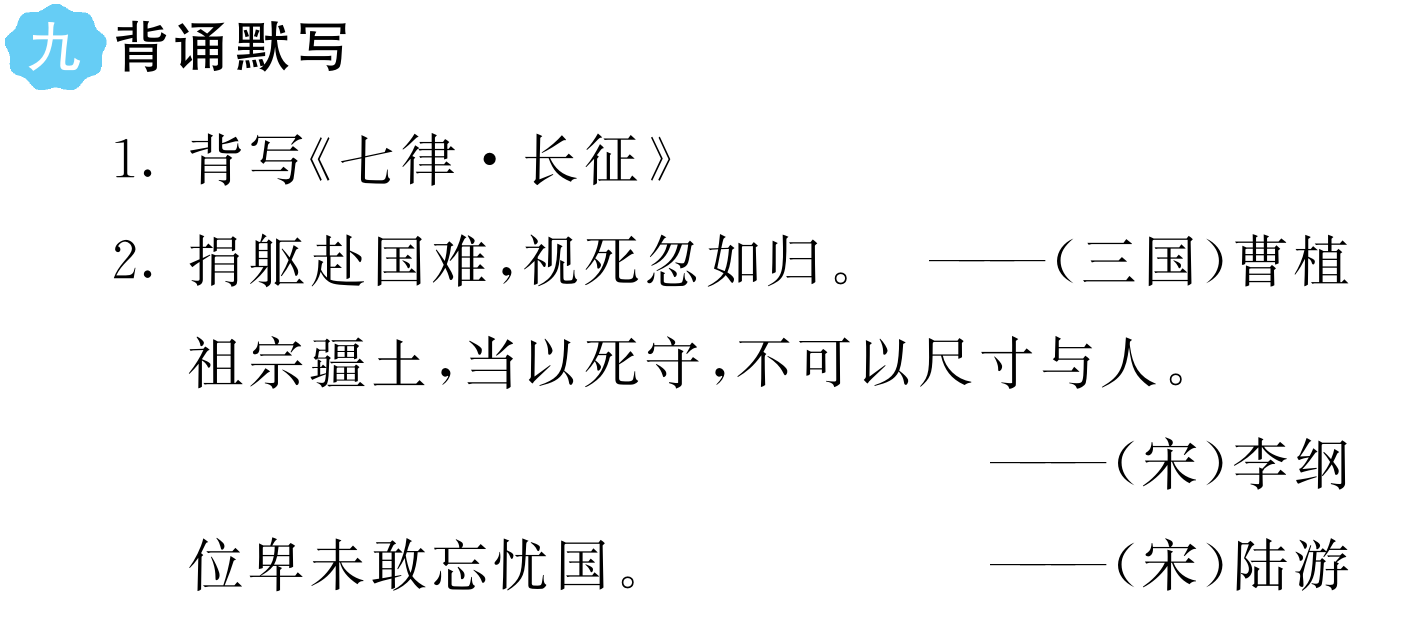 九 背诵默写
1. 背写《七律·长征》
2. 捐躯赴国难,视死忽如归。 ——(三国)曹植
祖宗疆土,当以死守,不可以尺寸与人。
——(宋)李纲
位卑未敢忘忧国。 ——(宋)陆游